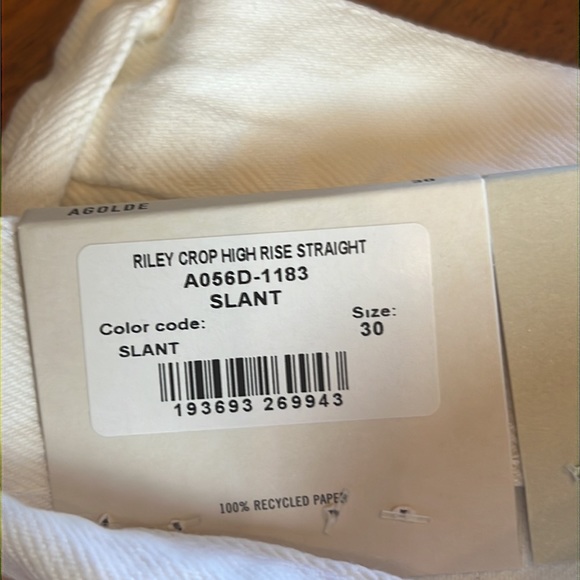 AGOLDE
30
RILEY CROP HIGH RISE STRAIGHT
A056D-1183
SLANT
Color code:
Size:
SLANT
30
193693 269943
100% RECYCLED PAPER